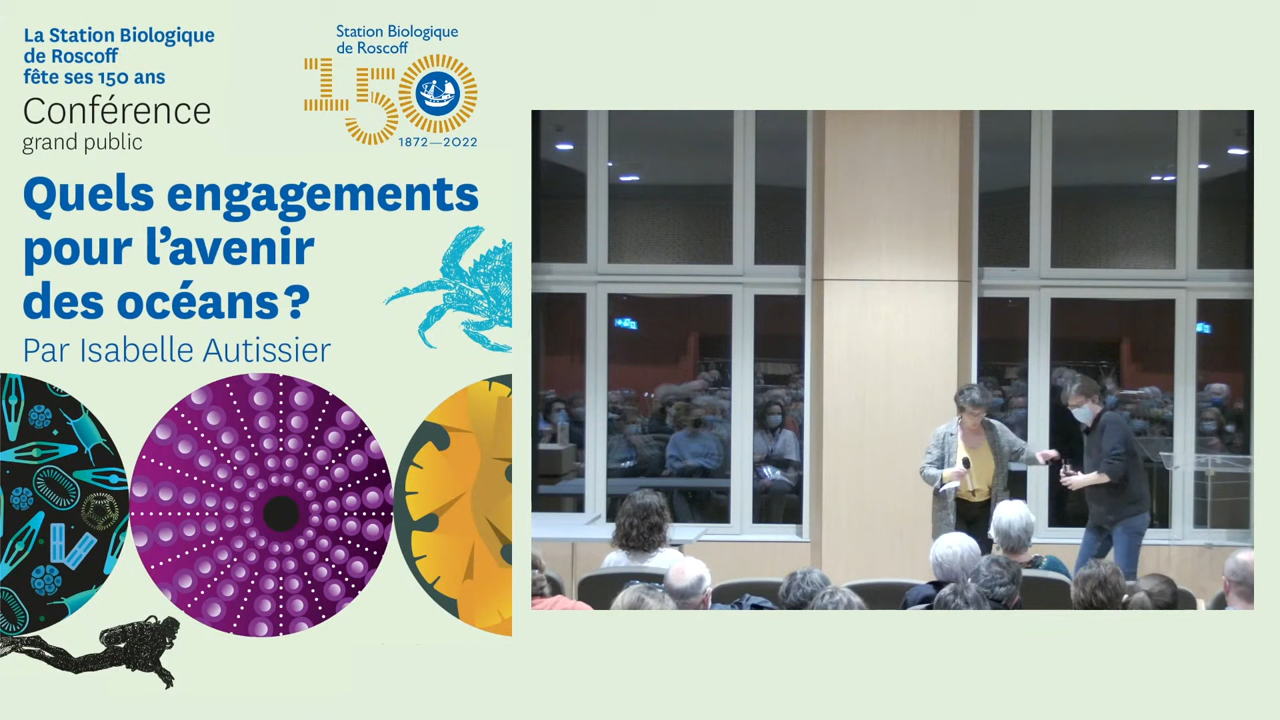 La Station Biologique
de Roscoff
fête ses 150 ans
Conférence
grand public
Station Biologique
de Roscoff
150
1872—2022
Quels engagements
pour l'avenir
des océans ?
Par Isabelle Autissier